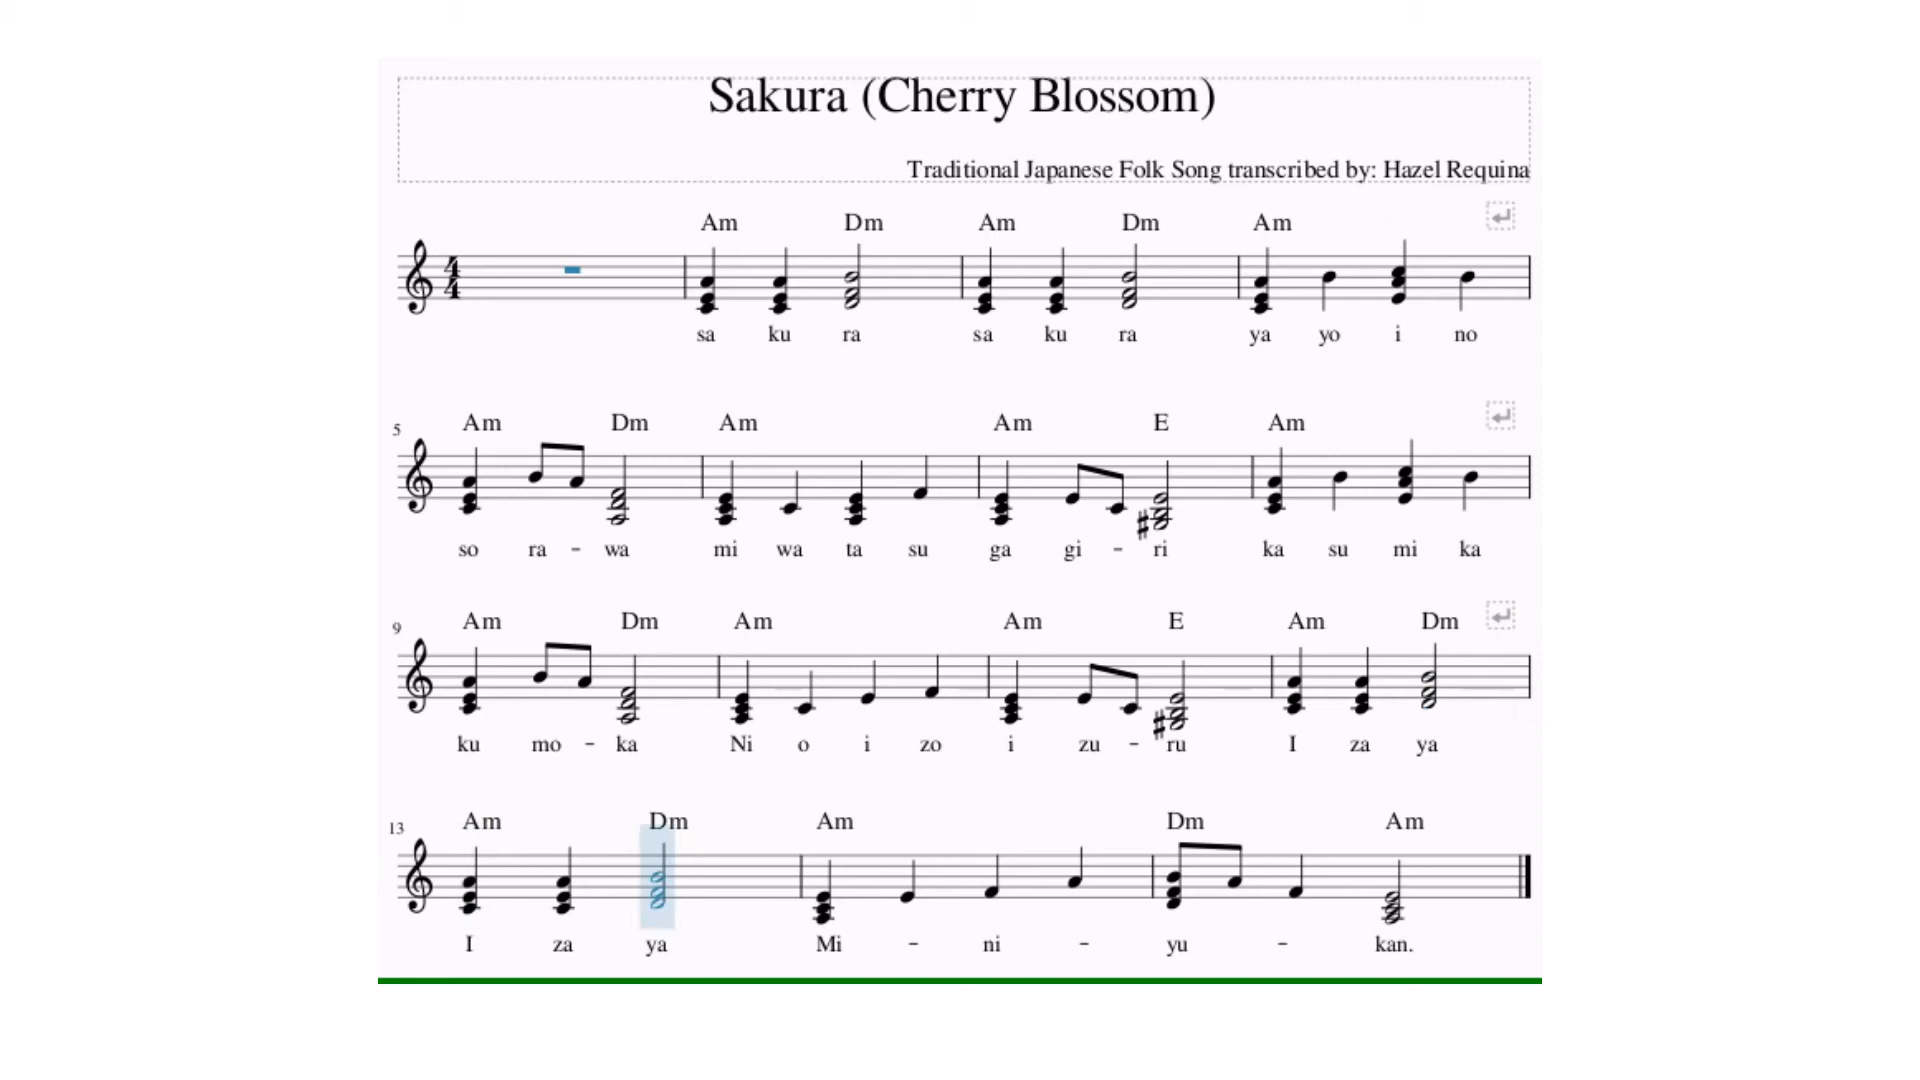 Sakura (Cherry Blossom)
Traditional Japanese Folk Song transcribed by: Hazel Requina
Am Dm Am Dm Am
4
4
sa ku ra sa ku ra ya yo i no
5 Am Dm Am Am E Am
so ra - wa mi wa ta su ga gi - ri ka su mi ka
9 Am Dm Am Am E Am Dm
ku mo - ka Ni o i zo i zu - ru I za ya
13 Am Dm Am Dm Am
I za ya Mi - ni - yu - kan.